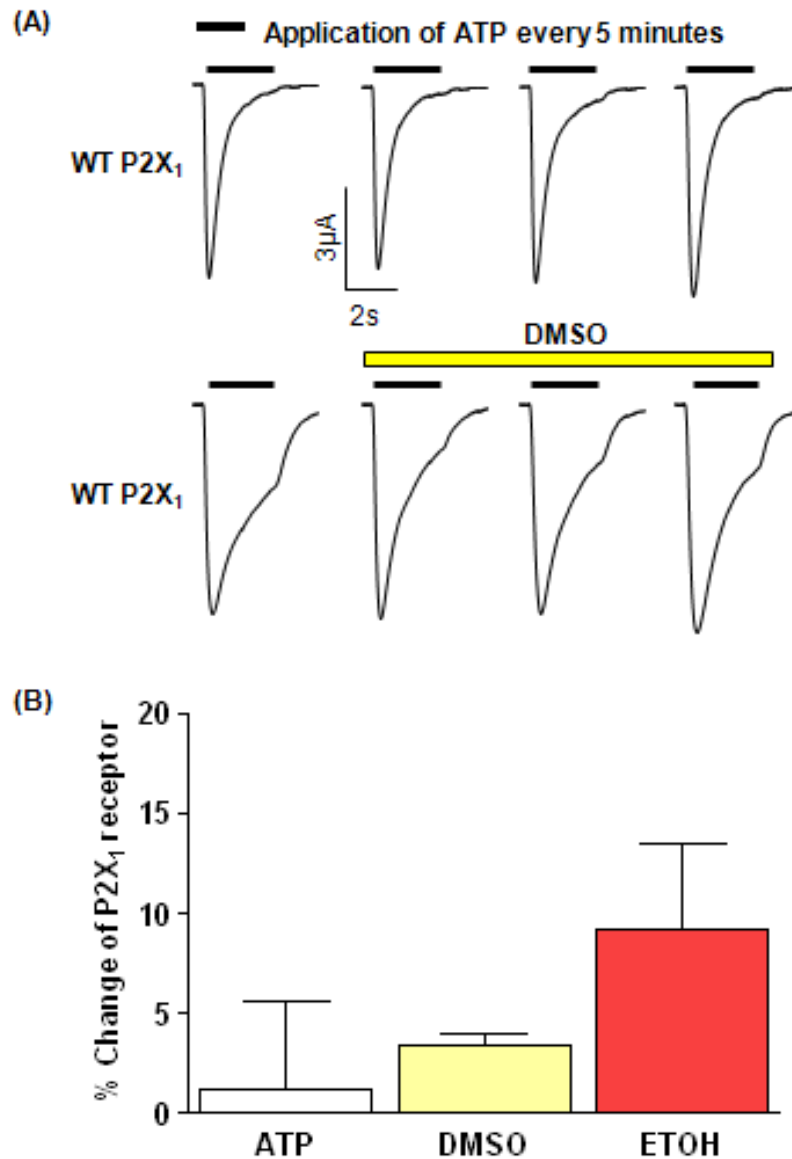 (A)
Application of ATP every 5 minutes
WT P2X₁
3µA
2s
DMSO
WT P2X₁
(B)
% Change of P2X₁ receptor
20
15
10
5
0
ATP DMSO ETOH